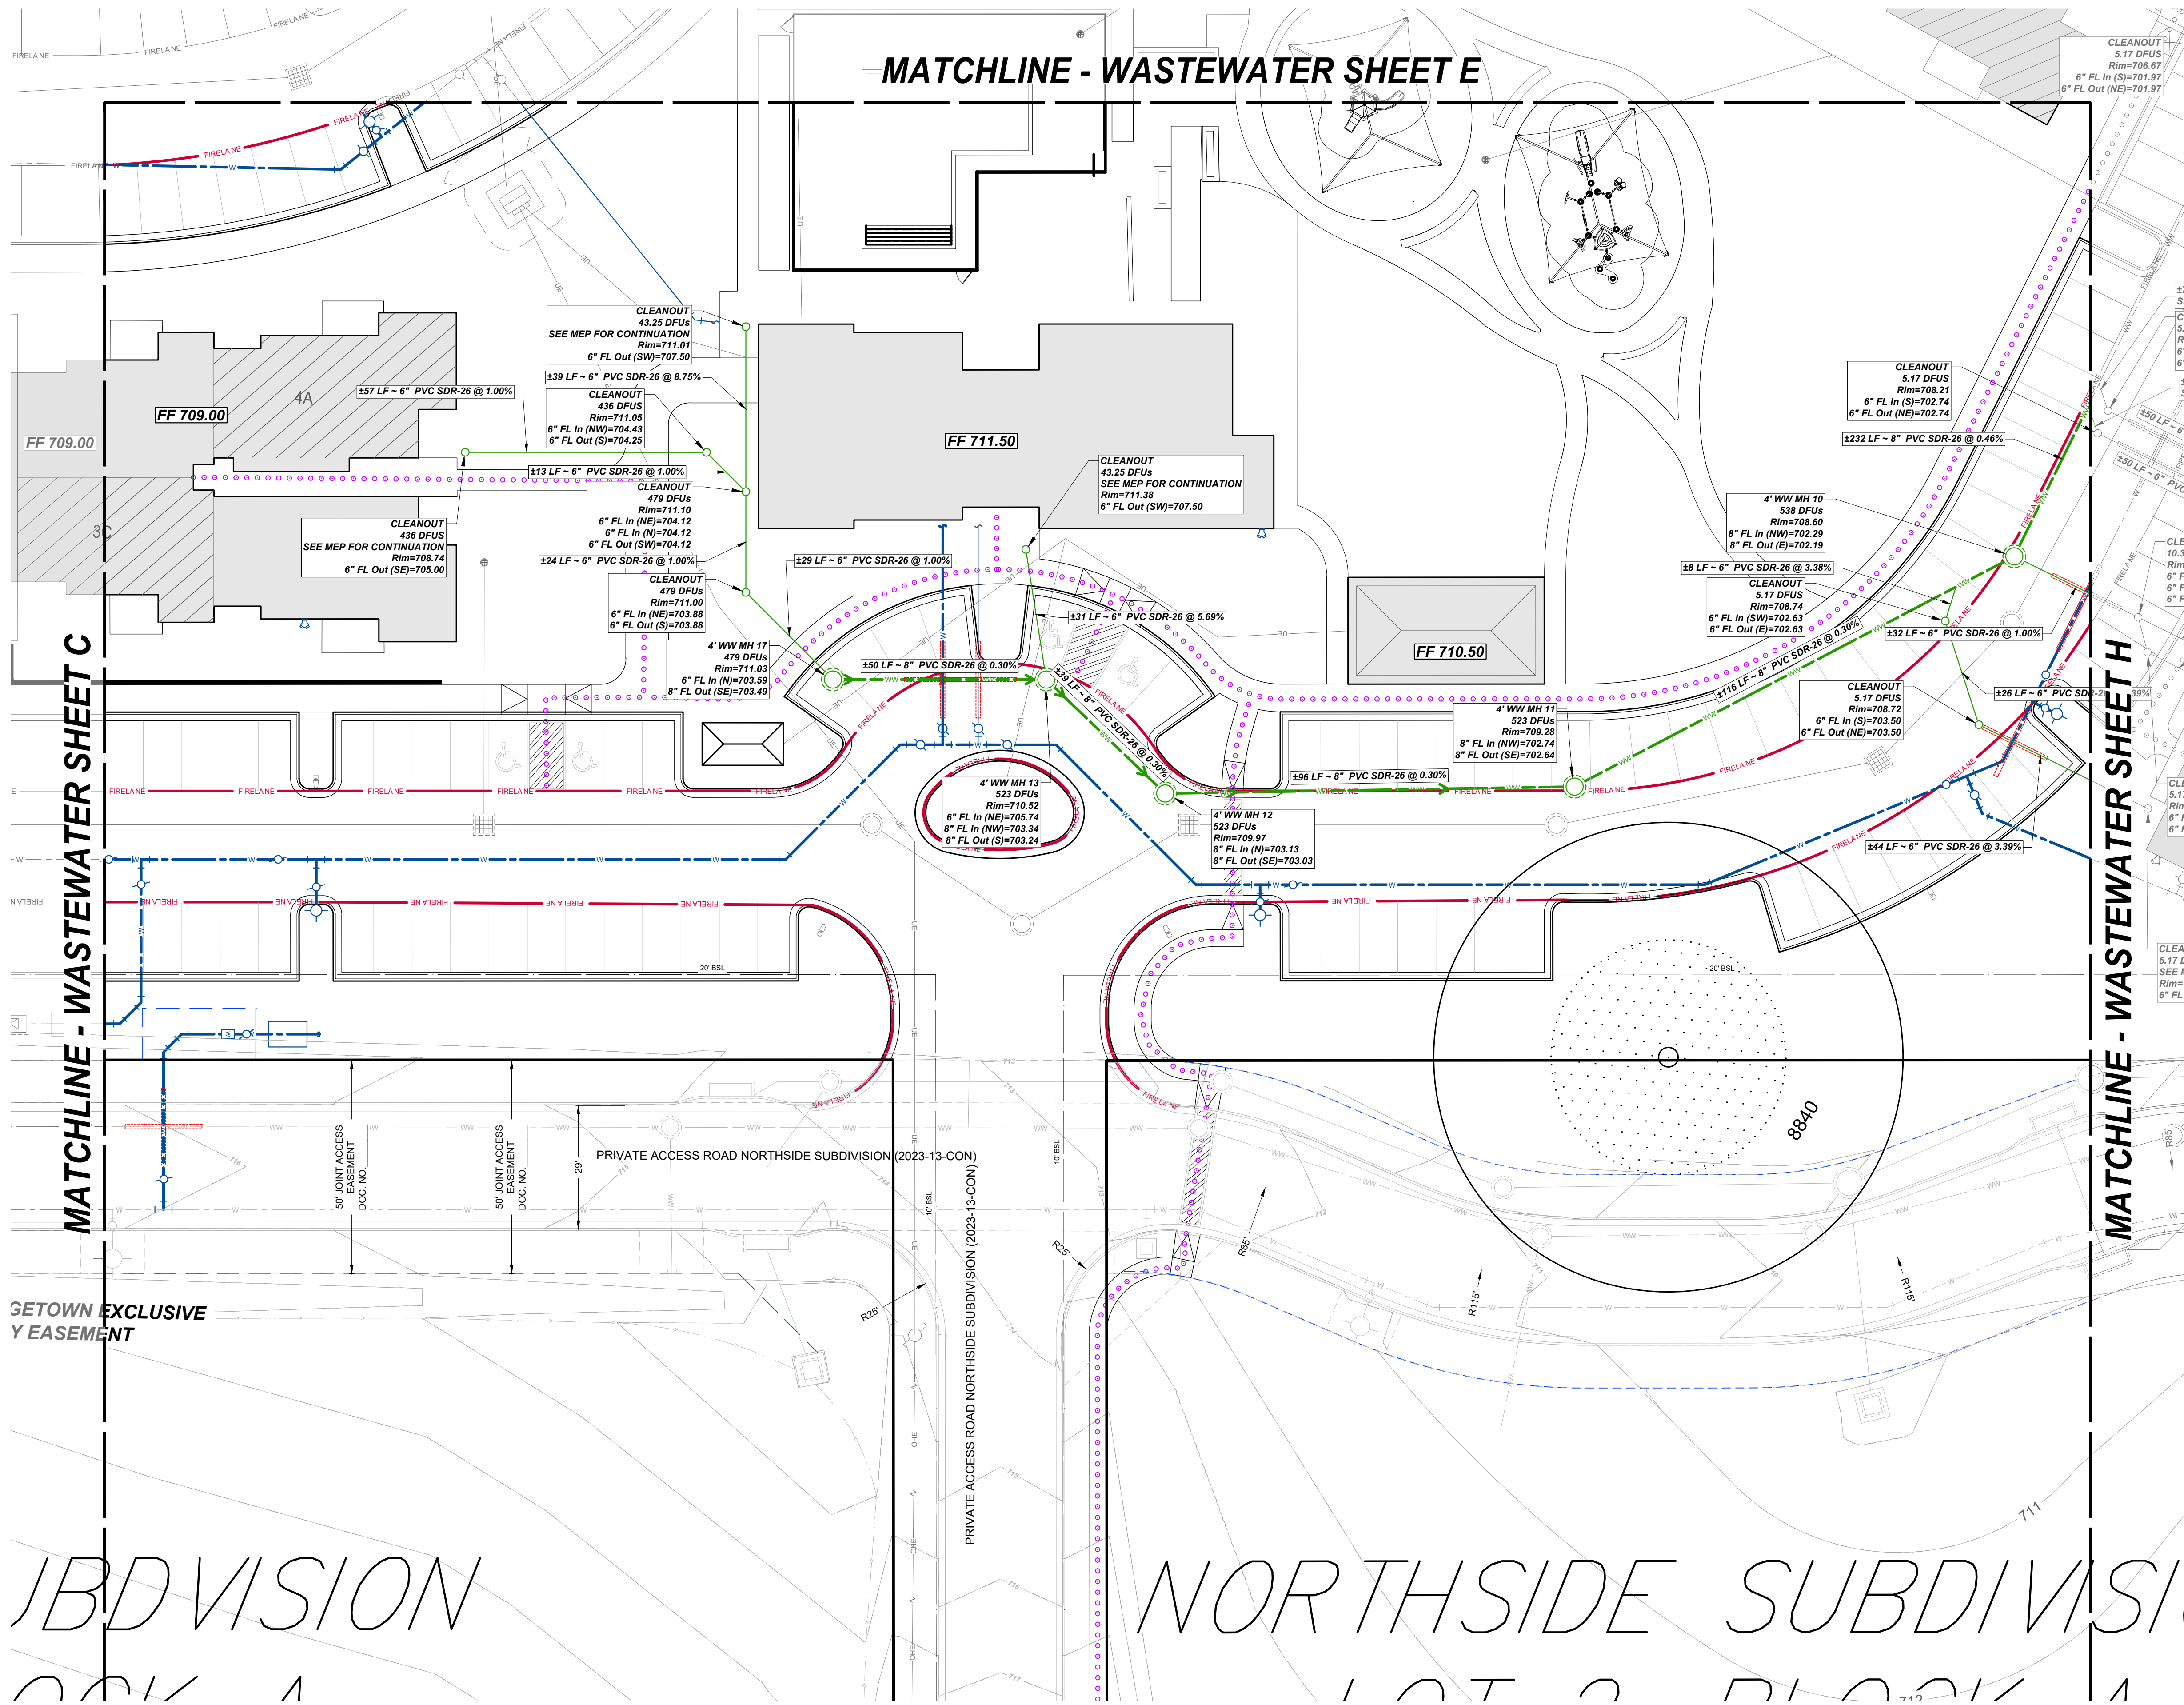 MATCHLINE - WASTEWATER SHEET E
MATCHLINE - WASTEWATER SHEET C
MATCHLINE - WASTEWATER SHEET H
CLEANOUT
5.17 DFUS
Rim=706.67
6" FL In (S)=701.97
6" FL Out (NE)=701.97
FIRELANE
FIRELANE
FIRELANE
FIRELANE
FIRELANE
CLEANOUT
43.25 DFUs
SEE MEP FOR CONTINUATION
Rim=711.01
6" FL Out (SW)=707.50
±39 LF ~ 6" PVC SDR-26 @ 8.75%
±57 LF ~ 6" PVC SDR-26 @ 1.00%
CLEANOUT
436 DFUS
Rim=711.05
6" FL In (NW)=704.43
6" FL Out (S)=704.25
4A
FF 709.00
FF 709.00
3C
±13 LF ~ 6" PVC SDR-26 @ 1.00%
CLEANOUT
479 DFUs
Rim=711.10
6" FL In (NE)=704.12
6" FL In (N)=704.12
6" FL Out (SW)=704.12
CLEANOUT
436 DFUS
SEE MEP FOR CONTINUATION
Rim=708.74
6" FL Out (SE)=705.00
±24 LF ~ 6" PVC SDR-26 @ 1.00%
CLEANOUT
479 DFUs
Rim=711.00
6" FL In (NE)=703.88
6" FL Out (S)=703.88
±29 LF ~ 6" PVC SDR-26 @ 1.00%
4' WW MH 17
479 DFUs
Rim=711.03
6" FL In (N)=703.59
8" FL Out (SE)=703.49
FF 711.50
CLEANOUT
43.25 DFUs
SEE MEP FOR CONTINUATION
Rim=711.38
6" FL Out (SW)=707.50
±31 LF ~ 6" PVC SDR-26 @ 5.69%
±50 LF ~ 8" PVC SDR-26 @ 0.30%
±39 LF ~ 8" PVC SDR-26 @ 0.30%
4' WW MH 13
523 DFUs
Rim=710.52
6" FL In (NE)=705.74
8" FL In (NW)=703.34
8" FL Out (S)=703.24
4' WW MH 12
523 DFUs
Rim=709.97
8" FL In (N)=703.13
8" FL Out (SE)=703.03
±96 LF ~ 8" PVC SDR-26 @ 0.30%
FF 710.50
4' WW MH 11
523 DFUs
Rim=709.28
8" FL In (NW)=702.74
8" FL Out (SE)=702.64
±116 LF ~ 8" PVC SDR-26 @ 0.30%
CLEANOUT
5.17 DFUS
Rim=708.21
6" FL In (S)=702.74
6" FL Out (NE)=702.74
±232 LF ~ 8" PVC SDR-26 @ 0.46%
4' WW MH 10
538 DFUs
Rim=708.60
8" FL In (NW)=702.29
8" FL Out (E)=702.19
±8 LF ~ 6" PVC SDR-26 @ 3.38%
CLEANOUT
5.17 DFUS
Rim=708.74
6" FL In (SW)=702.63
6" FL Out (E)=702.63
±32 LF ~ 6" PVC SDR-26 @ 1.00%
CLEANOUT
5.17 DFUS
Rim=708.72
6" FL In (S)=703.50
6" FL Out (NE)=703.50
±44 LF ~ 6" PVC SDR-26 @ 3.39%
20' BSL
20' BSL
10' BSL
10' BSL
50' JOINT ACCESS
EASEMENT
DOC. NO.
50' JOINT ACCESS
EASEMENT
DOC. NO.
29'
PRIVATE ACCESS ROAD NORTHSIDE SUBDIVISION (2023-13-CON)
PRIVATE ACCESS ROAD NORTHSIDE SUBDIVISION (2023-13-CON)
R25'
R25'
R85'
R115'
R115'
R85'
8840
GETOWN EXCLUSIVE
Y EASEMENT
713
713
714
714
715
715
716
717
712
711
UBDIVISION
NORTHSIDE SUBDIVISI